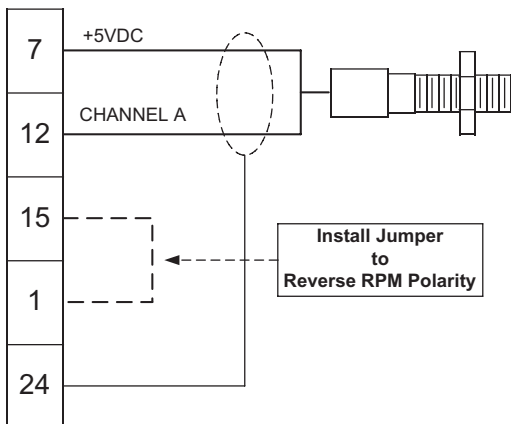 7
+5VDC
12
CHANNEL A
15
Install Jumper
to
Reverse RPM Polarity
1
24